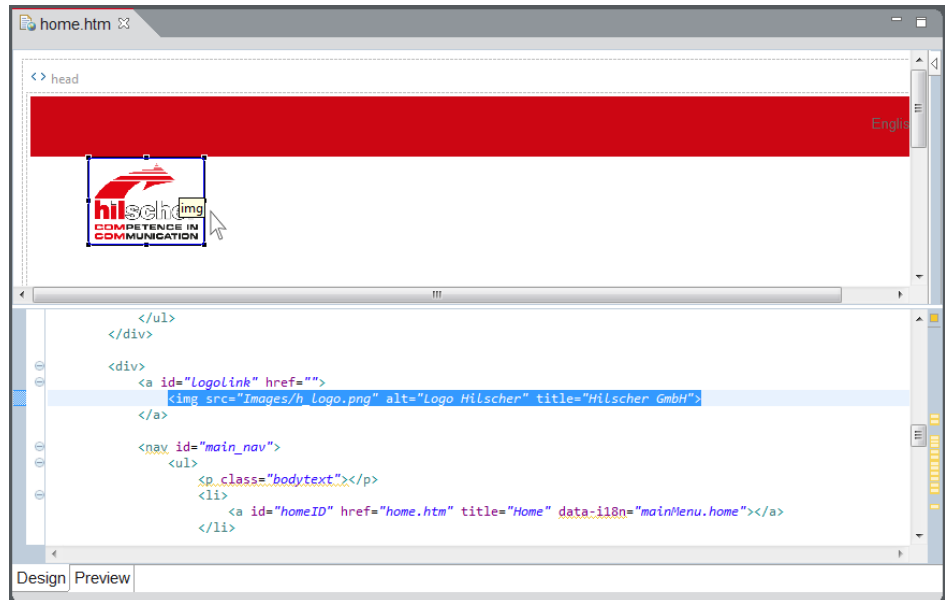 home.htm
head
Englis
hilscher
img
COMPETENCE IN
COMMUNICATION
</ul>
</div>
<div>
<a id="logolink" href="">
<img src="Images/h_logo.png" alt="Logo Hilscher" title="Hilscher GmbH">
</a>
<nav id="main_nav">
<ul>
<p class="bodytext"></p>
<li>
<a id="homeID" href="home.htm" title="Home" data-i18n="mainMenu.home"></a>
</li>
Design Preview